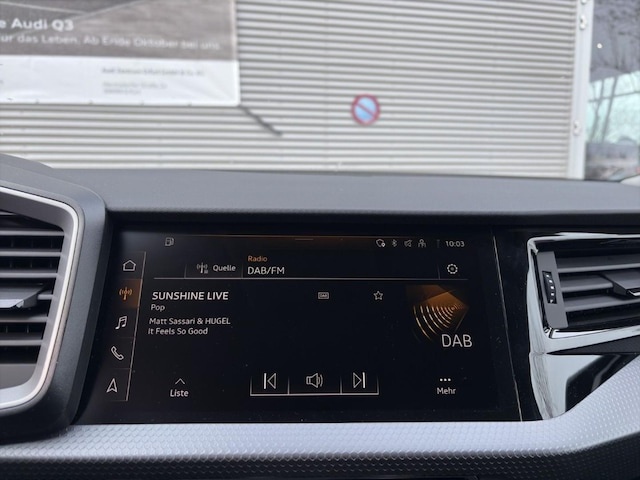 e Audi Q3
ur das Leben. Ab Ende Oktober bei uns.
10:03
Quelle
Radio
DAB/FM
SUNSHINE LIVE
Pop
Matt Sassari & HUGEL
It Feels So Good
DAB
Liste
Mehr